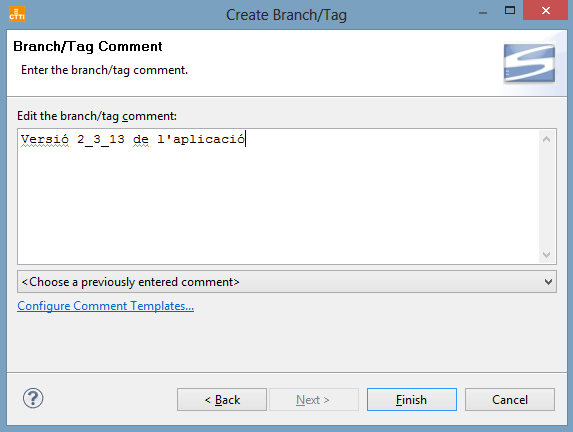 CTTI
Create Branch/Tag
Branch/Tag Comment
Enter the branch/tag comment.
Edit the branch/tag comment:
Versió 2_3_13 de l'aplicació
<Choose a previously entered comment>
Configure Comment Templates...
< Back
Next >
Finish
Cancel